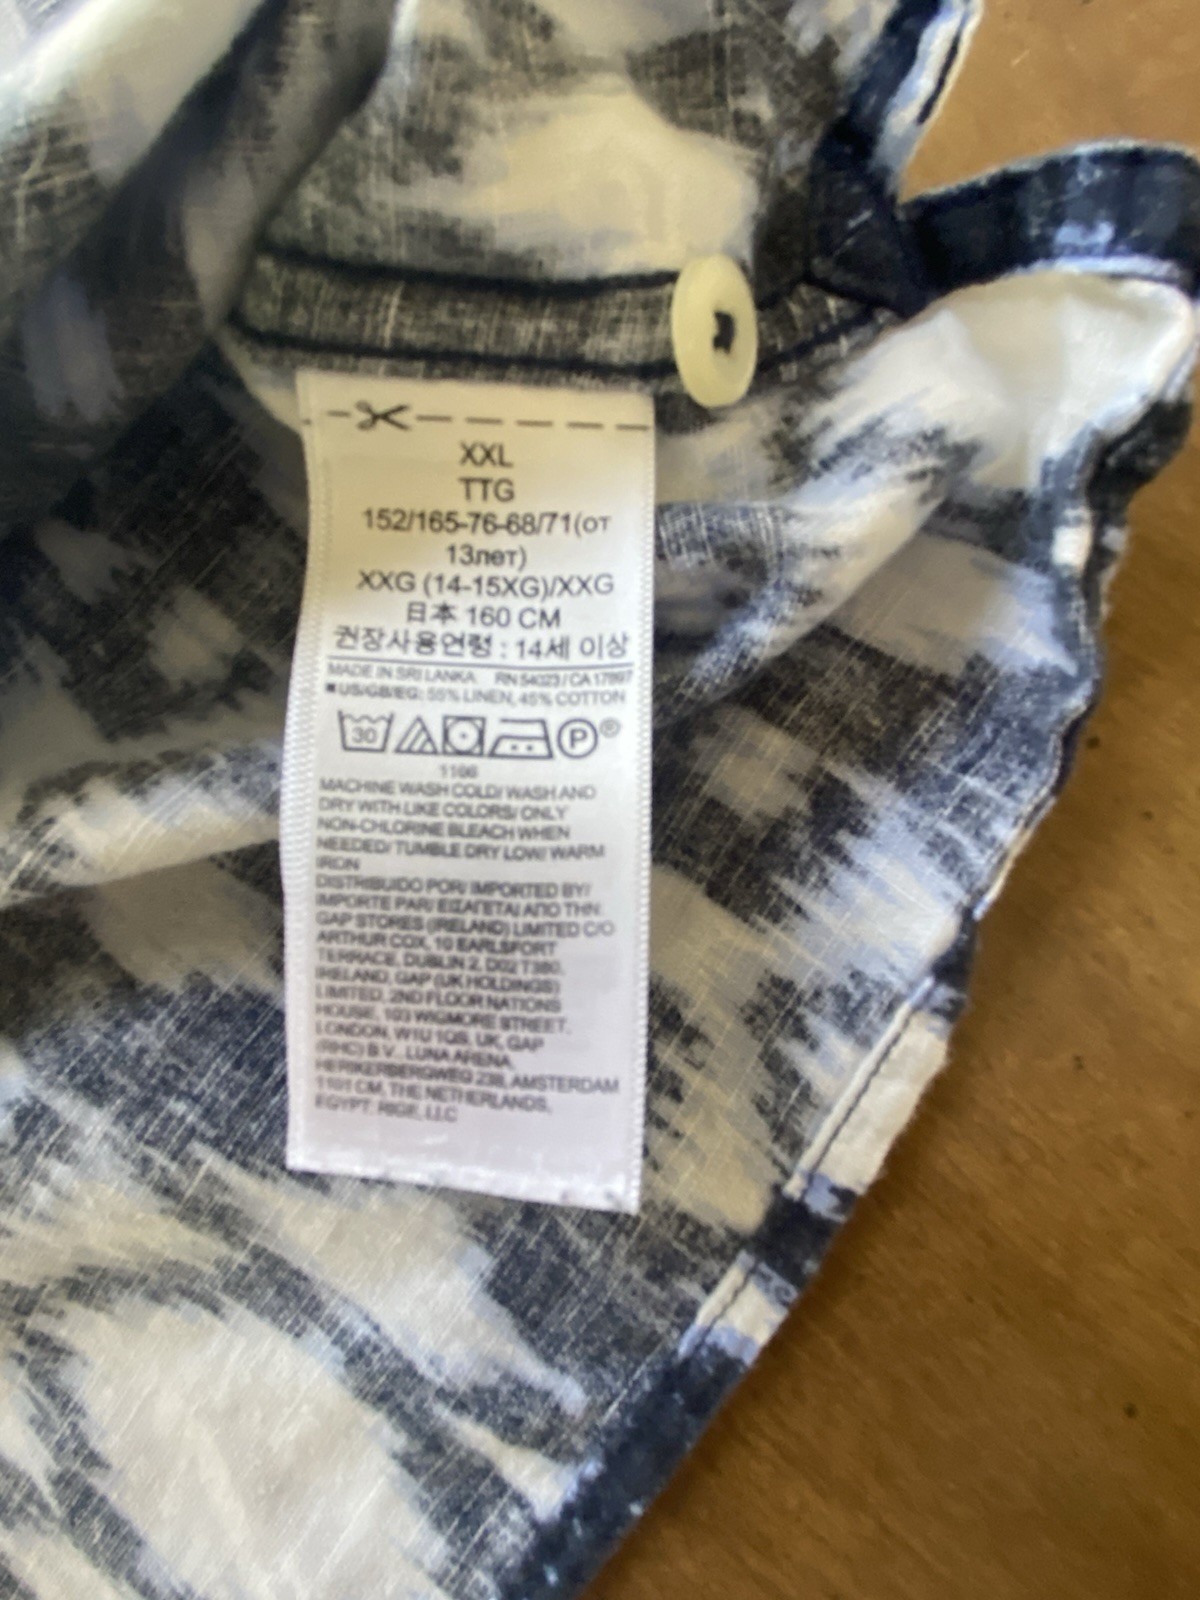 XXL
TTG
152/165-76-68/71(от
13лет)
XXG (14-15XG)/XXG
日本 160 CM
권장사용연령 : 14세 이상
MADE IN SRI LANKA RN 54023 / CA 17897
■US/GB/EG: 55% LINEN, 45% COTTON
30 P®
1166
MACHINE WASH COLD/ WASH AND
DRY WITH LIKE COLORS/ ONLY
NON-CHLORINE BLEACH WHEN
NEEDED/ TUMBLE DRY LOW/ WARM
IRON
DISTRIBUIDO POR/ IMPORTED BY/
IMPORTE PAR/ ΕΙΣΑΓΕΤΑΙ ΑΠΟ ΤΗΝ:
GAP STORES (IRELAND) LIMITED C/O
ARTHUR COX, 10 EARLSFORT
TERRACE, DUBLIN 2, D02 T380,
IRELAND, GAP (UK HOLDINGS)
LIMITED, 2ND FLOOR NATIONS
HOUSE, 103 WIGMORE STREET,
LONDON, W1U 1QS, UK, GAP
(RHC) B.V., LUNA ARENA,
HERIKERBERGWEG 238, AMSTERDAM
1101 CM, THE NETHERLANDS,
EGYPT: RIGE, LLC